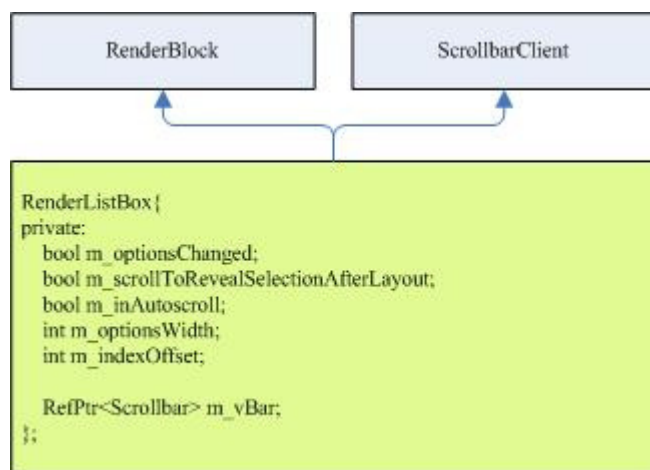 RenderBlock
ScrollbarClient
RenderListBox{
private:
bool m_optionsChanged;
bool m_scrollToRevealSelectionAfterLayout;
bool m_inAutoscroll;
int m_optionsWidth;
int m_indexOffset;
RefPtr<Scrollbar> m_vBar;
};